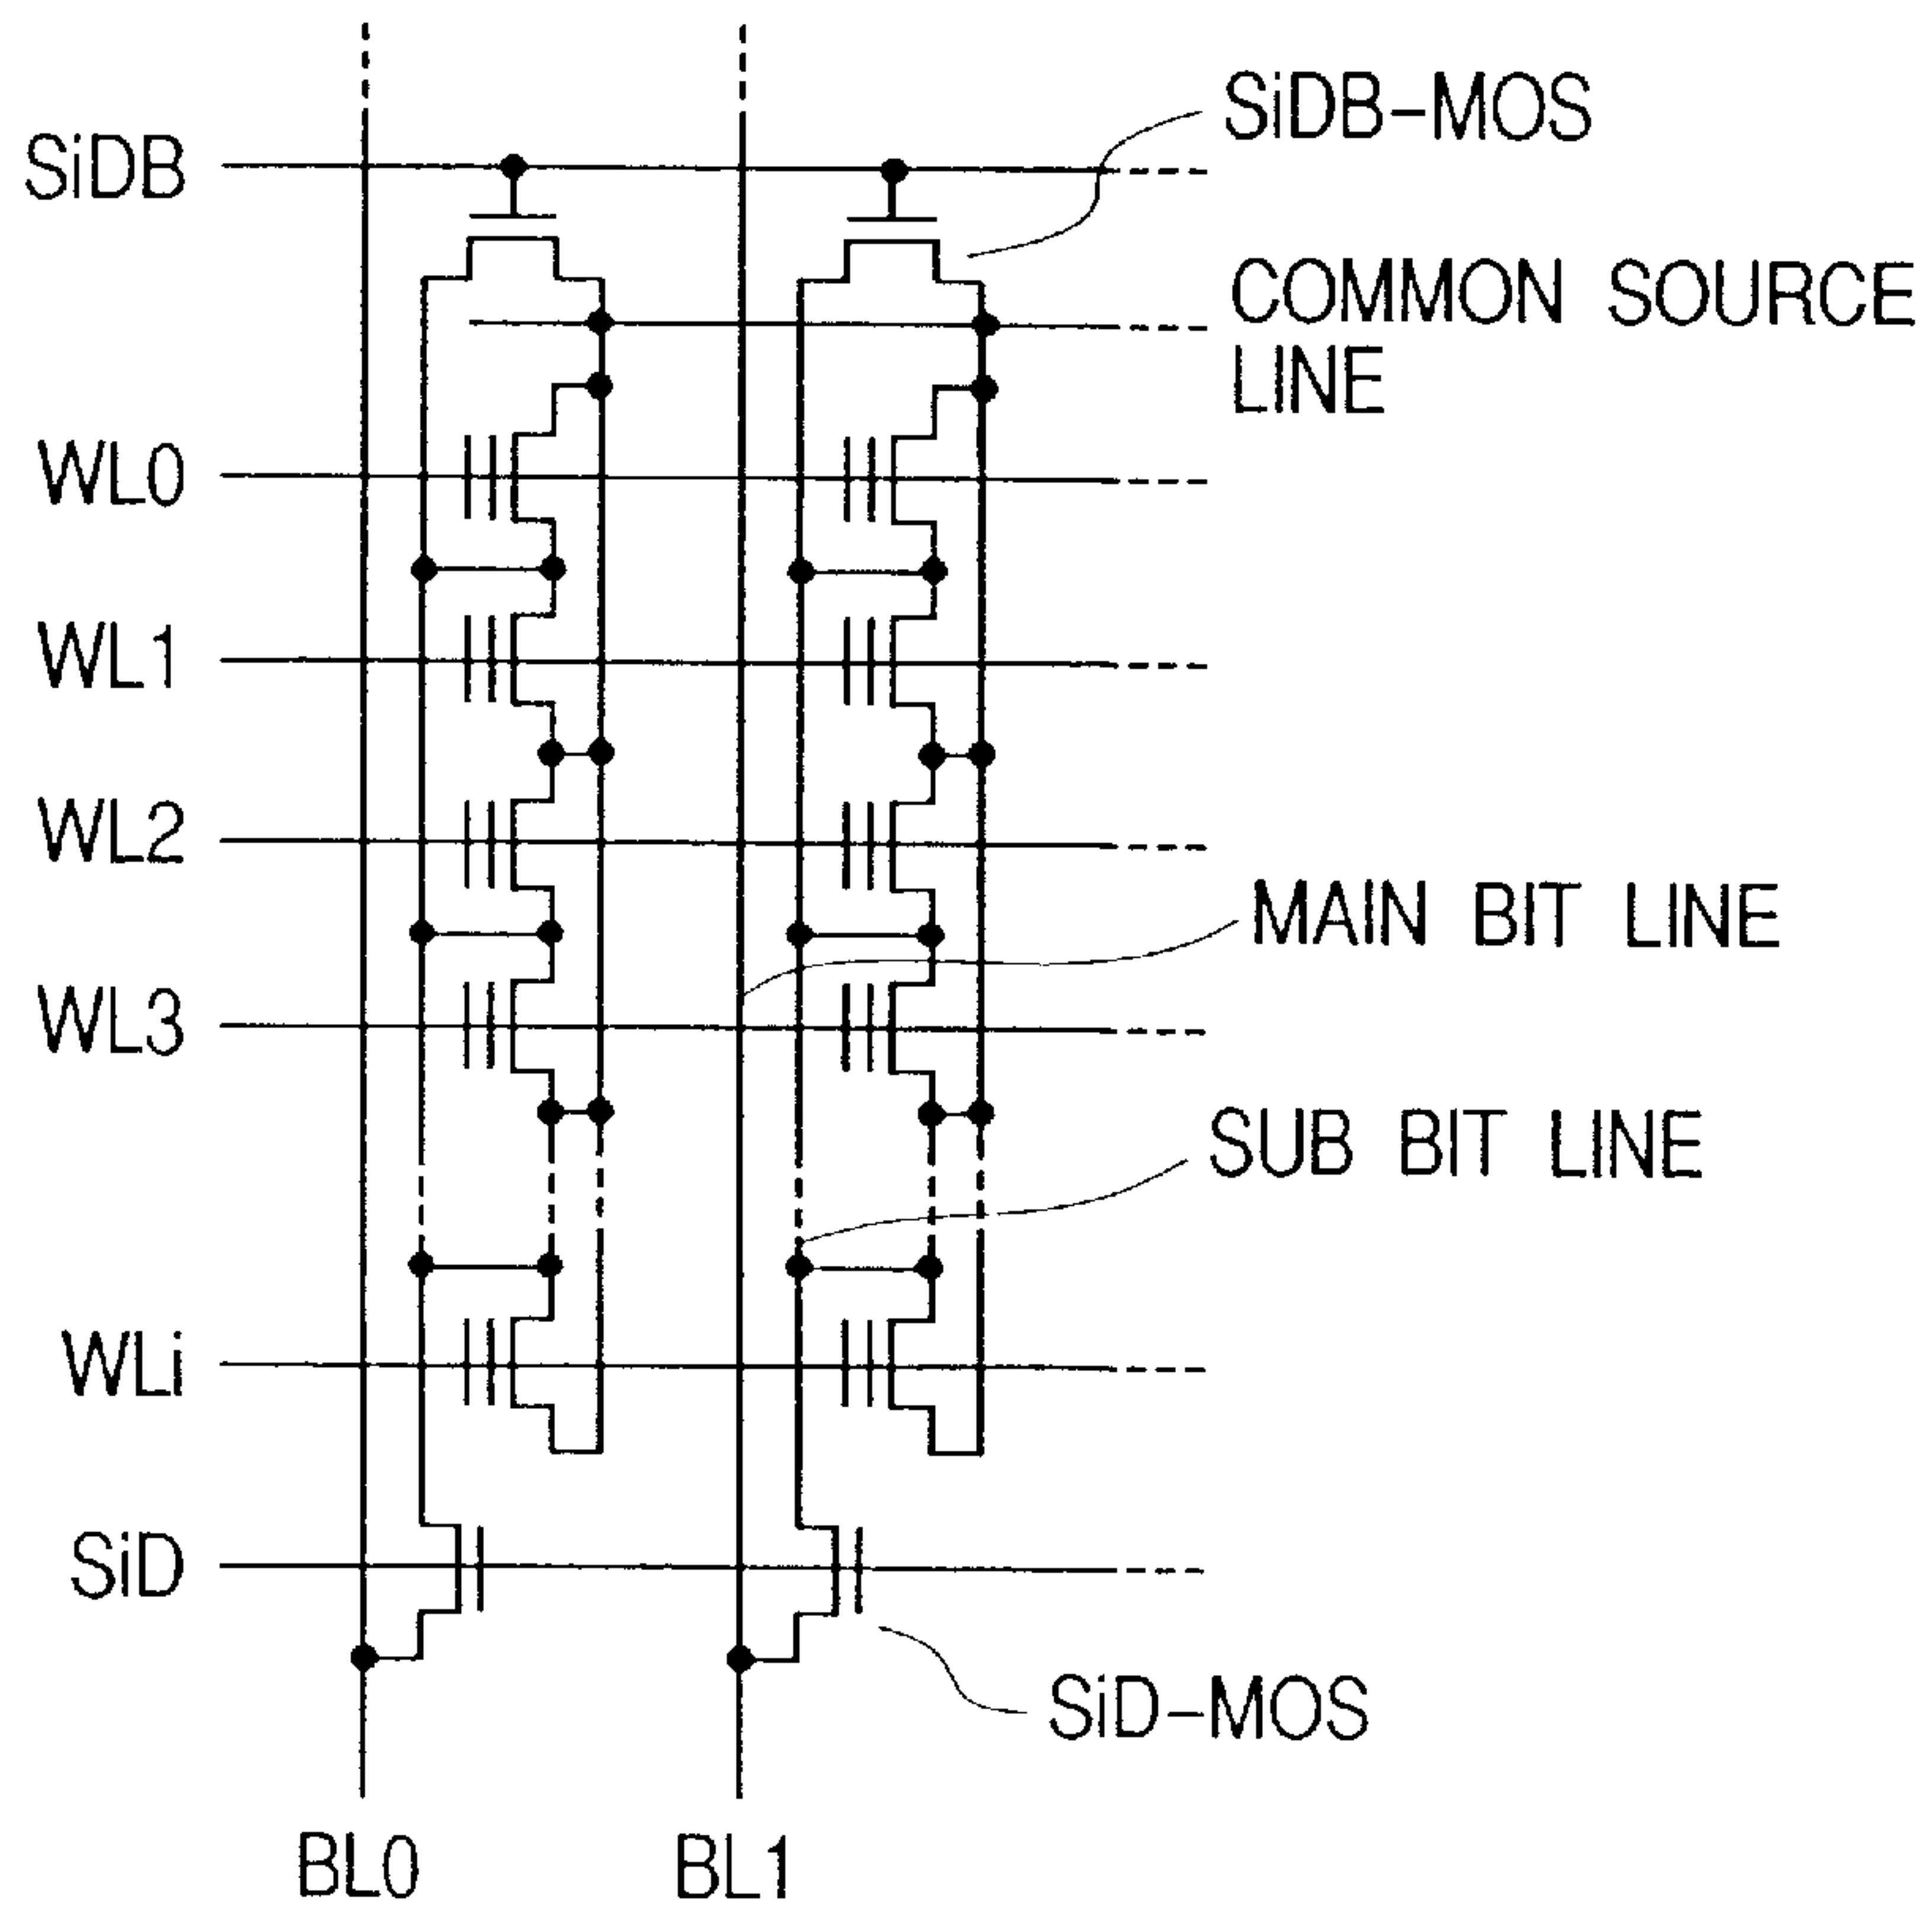 SiDB-MOS
SiDB
COMMON SOURCE
LINE
WL0
WL1
WL2
MAIN BIT LINE
WL3
SUB BIT LINE
WLi
SiD
SiD-MOS
BL0
BL1